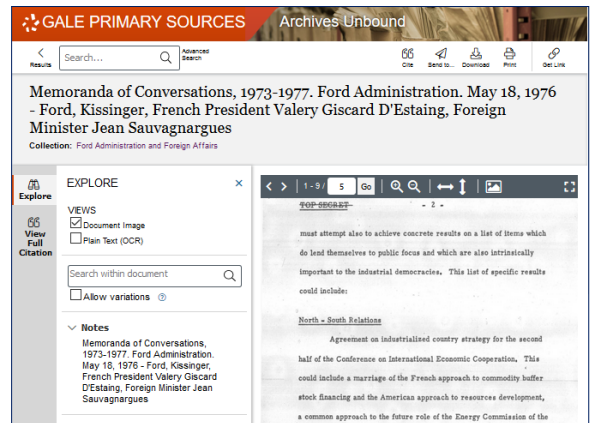 GALE PRIMARY SOURCES
Archives Unbound
Results
Search...
Advanced
Search
Cite
Send to...
Download
Print
Get Link
Memoranda of Conversations, 1973-1977. Ford Administration. May 18, 1976
- Ford, Kissinger, French President Valery Giscard D'Estaing, Foreign
Minister Jean Sauvagnargues
Collection: Ford Administration and Foreign Affairs
Explore
View
Full
Citation
EXPLORE
×
VIEWS
Document Image
Plain Text (OCR)
Search within document
Allow variations
Notes
Memoranda of Conversations,
1973-1977. Ford Administration.
May 18, 1976 - Ford, Kissinger,
French President Valery Giscard
D'Estaing, Foreign Minister Jean
Sauvagnargues
1 - 9 / 5 Go
TOP SECRET - 2 -
must attempt also to achieve concrete results on a list of items which
do lend themselves to public focus and which are also intrinsically
important to the industrial democracies. This list of specific results
could include:
North - South Relations
Agreement on industrialized country strategy for the second
half of the Conference on International Economic Cooperation. This
could include a marriage of the French approach to commodity buffer
stock financing and the American approach to resources development,
a common approach to the future role of the Energy Commission of the